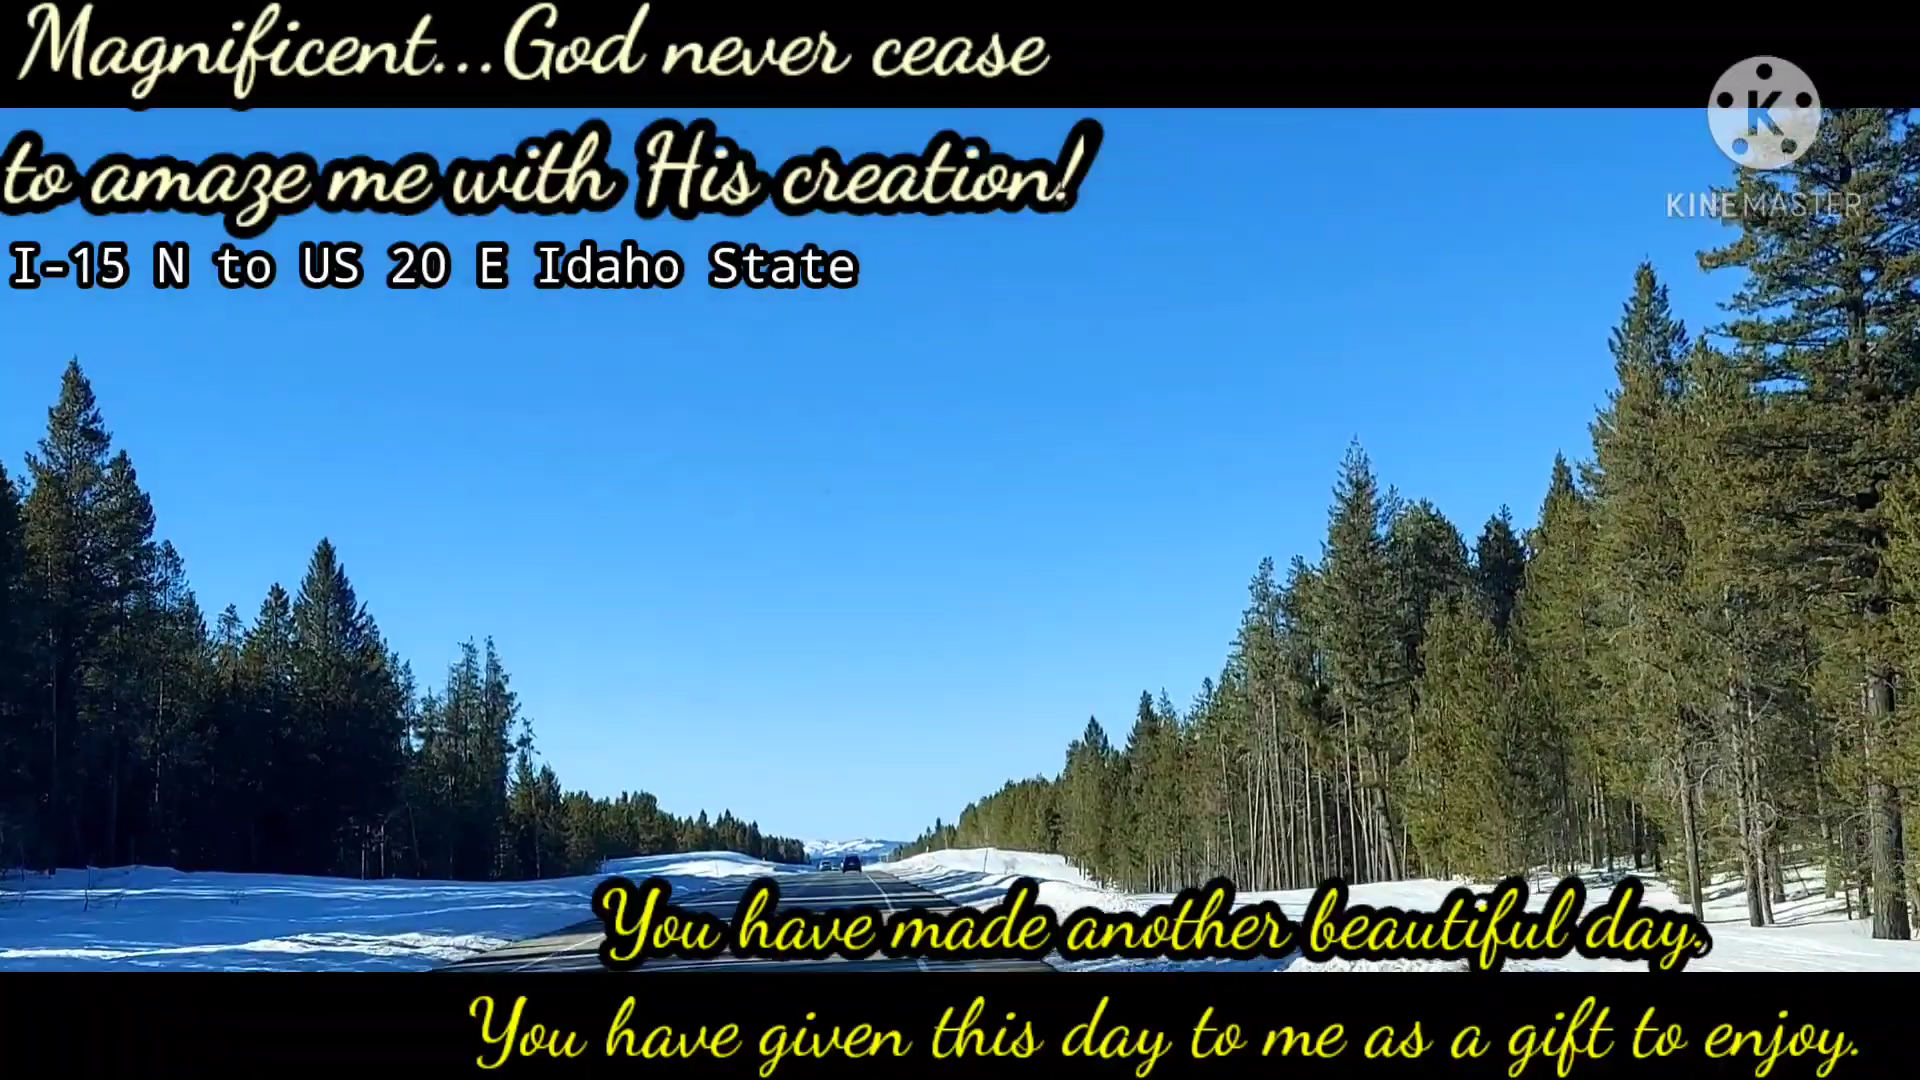 Magnificent...God never cease
to amaze me with His creation!
I-15 N to US 20 E Idaho State
K
KINEMASTER
You have made another beautiful day.
You have given this day to me as a gift to enjoy.